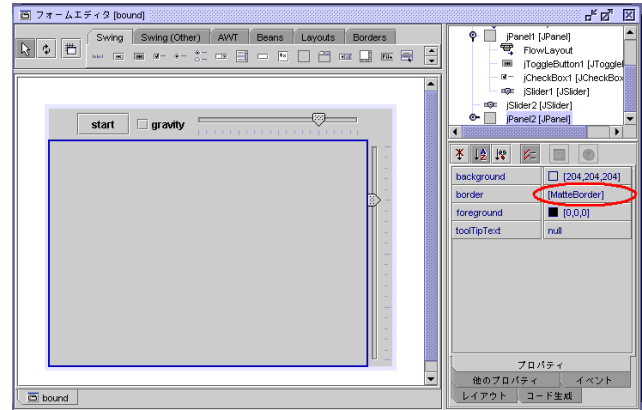 フォームエディタ [bound]
Swing Swing (Other) AWT Beans Layouts Borders
start gravity
bound
jPanel1 [JPanel]
FlowLayout
jToggleButton1 [JTogglel
jCheckBox1 [JCheckBox
jSlider1 [JSlider]
jSlider2 [JSlider]
jPanel2 [JPanel]
background [204,204,204]
border [MatteBorder]
foreground [0,0,0]
toolTipText null
プロパティ
他のプロパティ イベント
レイアウト コード生成